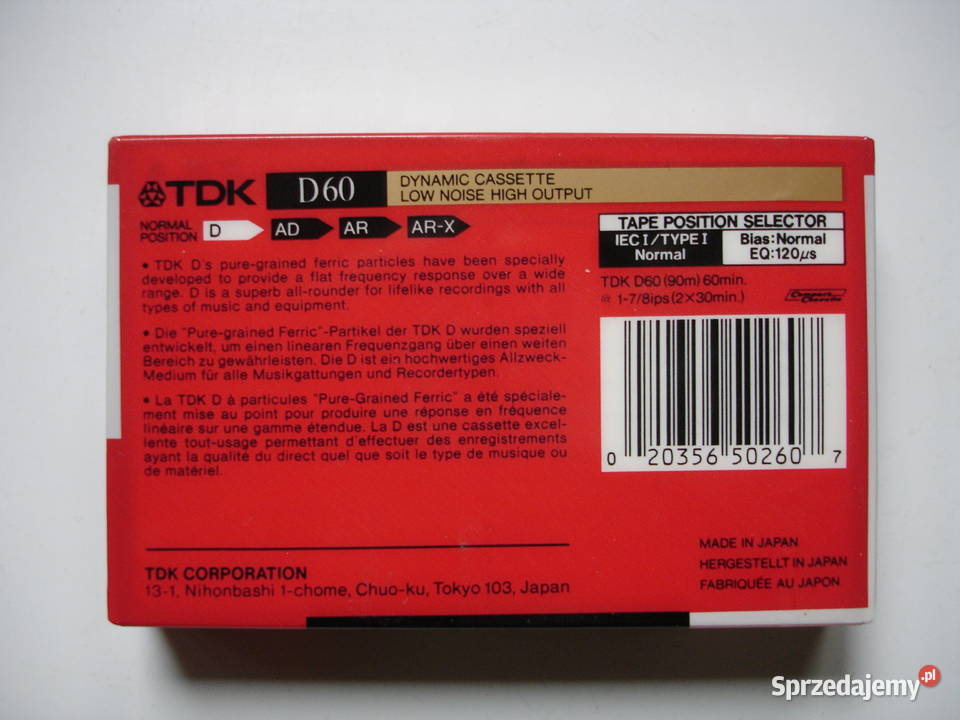 TDK D60 DYNAMIC CASSETTE
LOW NOISE HIGH OUTPUT
NORMAL
POSITION D AD AR AR-X
• TDK D's pure-grained ferric particles have been specially
developed to provide a flat frequency response over a wide
range. D is a superb all-rounder for lifelike recordings with all
types of music and equipment.
• Die "Pure-grained Ferric"-Partikel der TDK D wurden speziell
entwickelt, um einen linearen Frequenzgang über einen weiten
Bereich zu gewährleisten. Die D ist ein hochwertiges Allzweck-
Medium für alle Musikgattungen und Recordertypen.
• La TDK D à particules "Pure-Grained Ferric" a été spéciale-
ment mise au point pour produire une réponse en fréquence
linéaire sur une gamme étendue. La D est une cassette excel-
lente tout-usage permettant d'effectuer des enregistrements
ayant la qualité du direct quel que soit le type de musique ou
de matériel.
TAPE POSITION SELECTOR
IEC I / TYPE I
Normal
Bias: Normal
EQ: 120µs
TDK D60 (90m) 60min.
@ 1-7/8ips (2×30min.)
Compact
Cassette
0 20356 50260 7
TDK CORPORATION
13-1, Nihonbashi 1-chome, Chuo-ku, Tokyo 103, Japan
MADE IN JAPAN
HERGESTELLT IN JAPAN
FABRIQUÉE AU JAPON
Sprzedajemy.pl